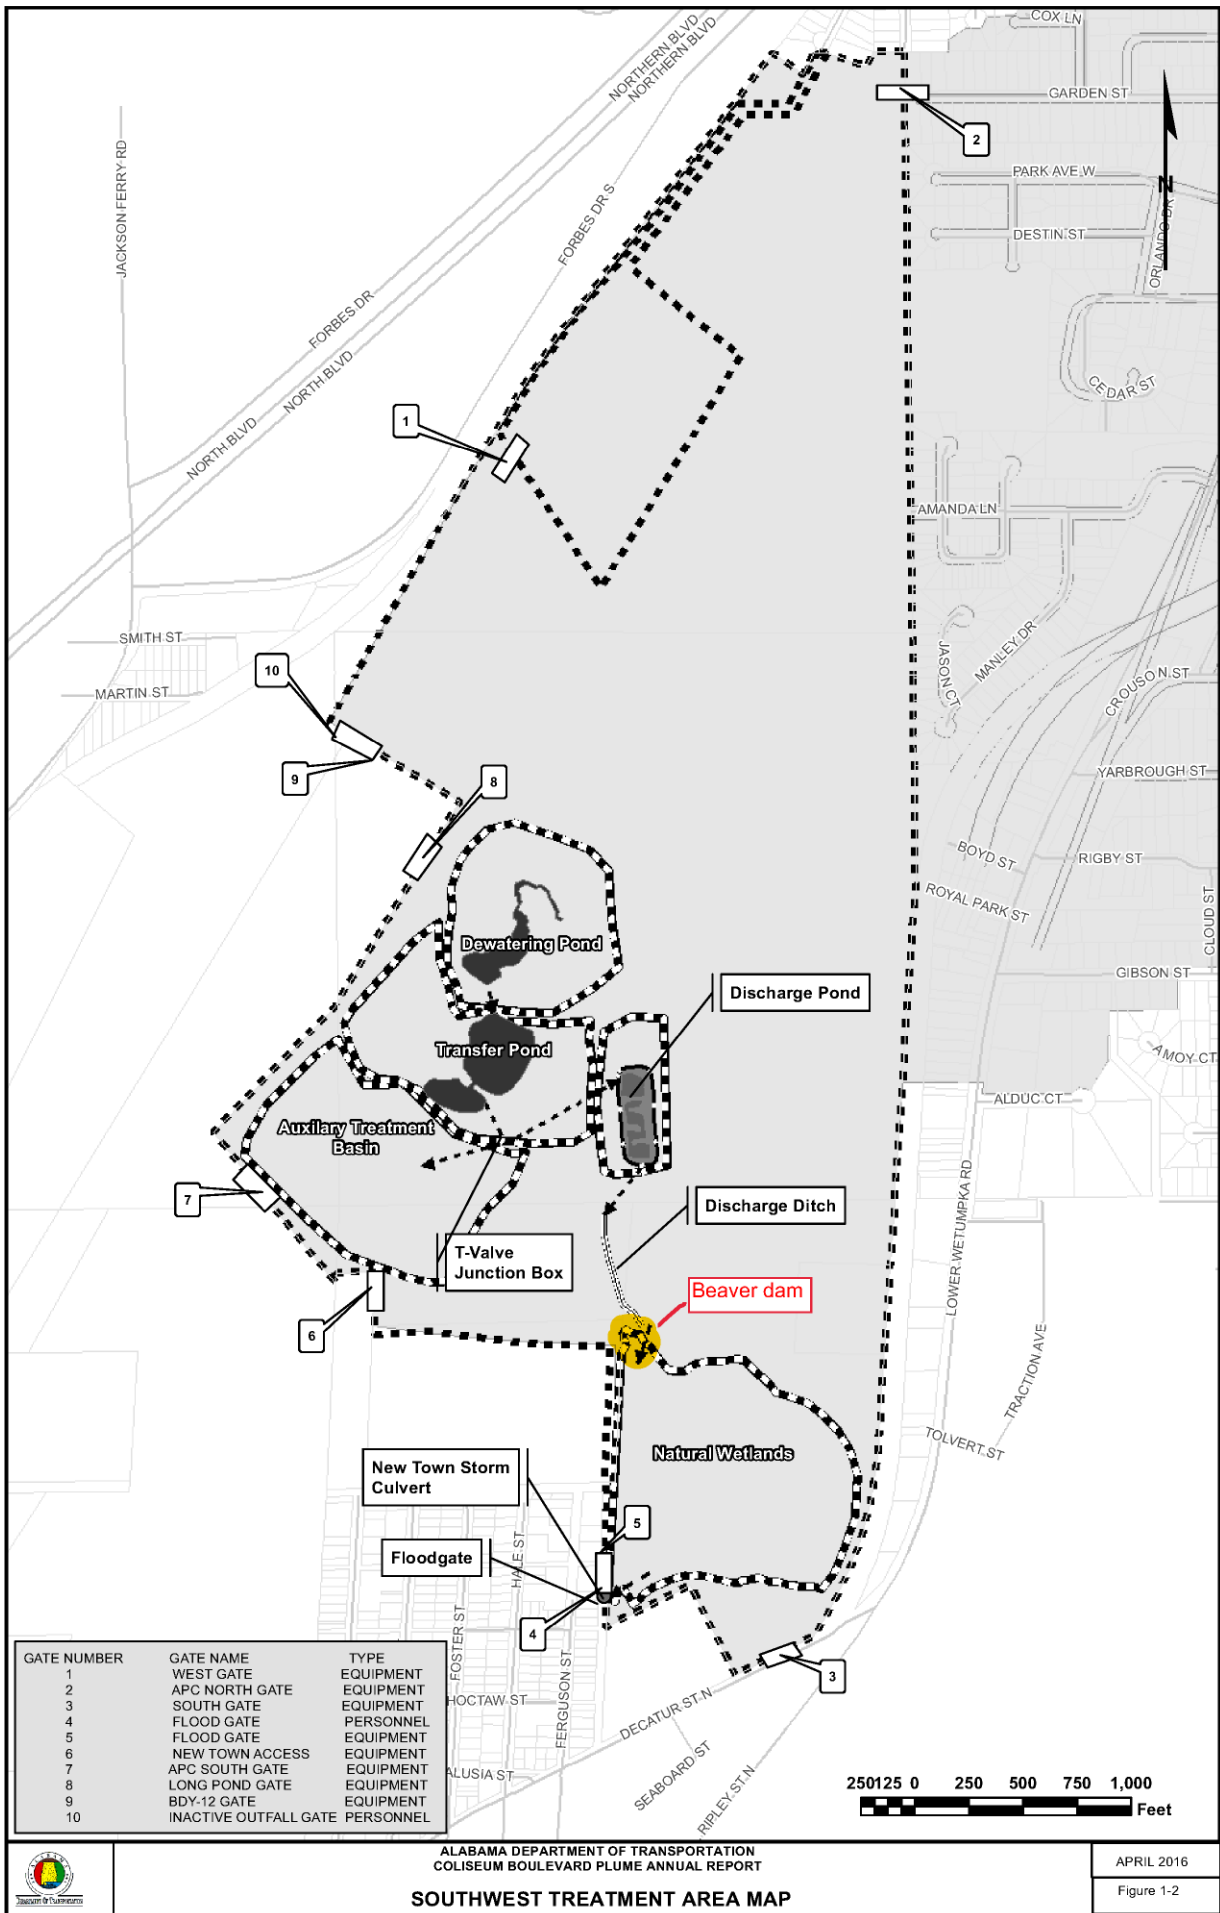 COX LN
NORTHERN BLVD
NORTHERN BLVD
GARDEN ST
2
JACKSON FERRY RD
PARK AVE W
N
FORBES DR S
DESTIN ST
ORLANDO DR
FORBES DR
NORTH BLVD
NORTH BLVD
CEDAR ST
1
AMANDA LN
SMITH ST
MANLEY DR
JASON CT
10
MARTIN ST
CROUSON ST
9
8
YARBROUGH ST
BOYD ST
RIGBY ST
ROYAL PARK ST
CLOUD ST
Dewatering Pond
GIBSON ST
Discharge Pond
Transfer Pond
AMOY CT
ALDUC CT
Auxilary Treatment
Basin
7
Discharge Ditch
LOWER WETUMPKA RD
T-Valve
Junction Box
Beaver dam
6
TRACTION AVE
TOLVERT ST
Natural Wetlands
New Town Storm
Culvert
5
Floodgate
HALE ST
4
FOSTER ST
FERGUSON ST
3
HOCTAW ST
DECATUR ST N
ALUSIA ST
SEABOARD ST
RIPLEY ST N
GATE NUMBER GATE NAME TYPE
1 WEST GATE EQUIPMENT
2 APC NORTH GATE EQUIPMENT
3 SOUTH GATE EQUIPMENT
4 FLOOD GATE PERSONNEL
5 FLOOD GATE EQUIPMENT
6 NEW TOWN ACCESS EQUIPMENT
7 APC SOUTH GATE EQUIPMENT
8 LONG POND GATE EQUIPMENT
9 BDY-12 GATE EQUIPMENT
10 INACTIVE OUTFALL GATE PERSONNEL
250 125 0 250 500 750 1,000
Feet
ALABAMA DEPARTMENT OF TRANSPORTATION
COLISEUM BOULEVARD PLUME ANNUAL REPORT
SOUTHWEST TREATMENT AREA MAP
APRIL 2016
Figure 1-2